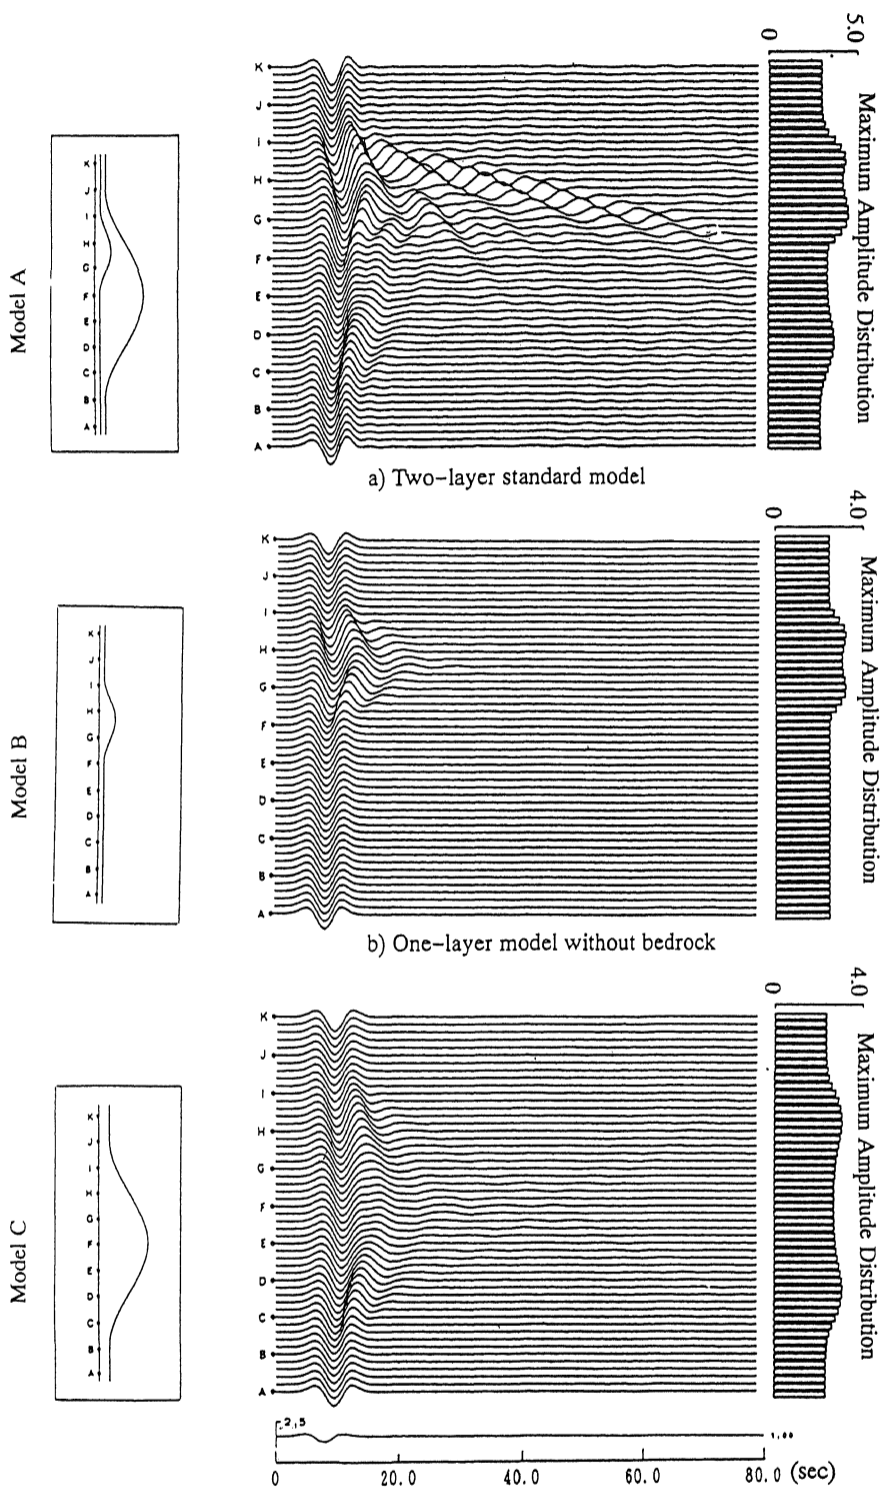 5.0
0
Maximum Amplitude Distribution
Model A
K
J
I
H
G
F
E
D
C
B
A
K
J
I
H
G
F
E
D
C
B
A
a) Two-layer standard model
4.0
0
Maximum Amplitude Distribution
Model B
K
J
I
H
G
F
E
D
C
B
A
K
J
I
H
G
F
E
D
C
B
A
b) One-layer model without bedrock
4.0
0
Maximum Amplitude Distribution
Model C
K
J
I
H
G
F
E
D
C
B
A
K
J
I
H
G
F
E
D
C
B
A
2.5
1.00
0 20.0 40.0 60.0 80.0 (sec)